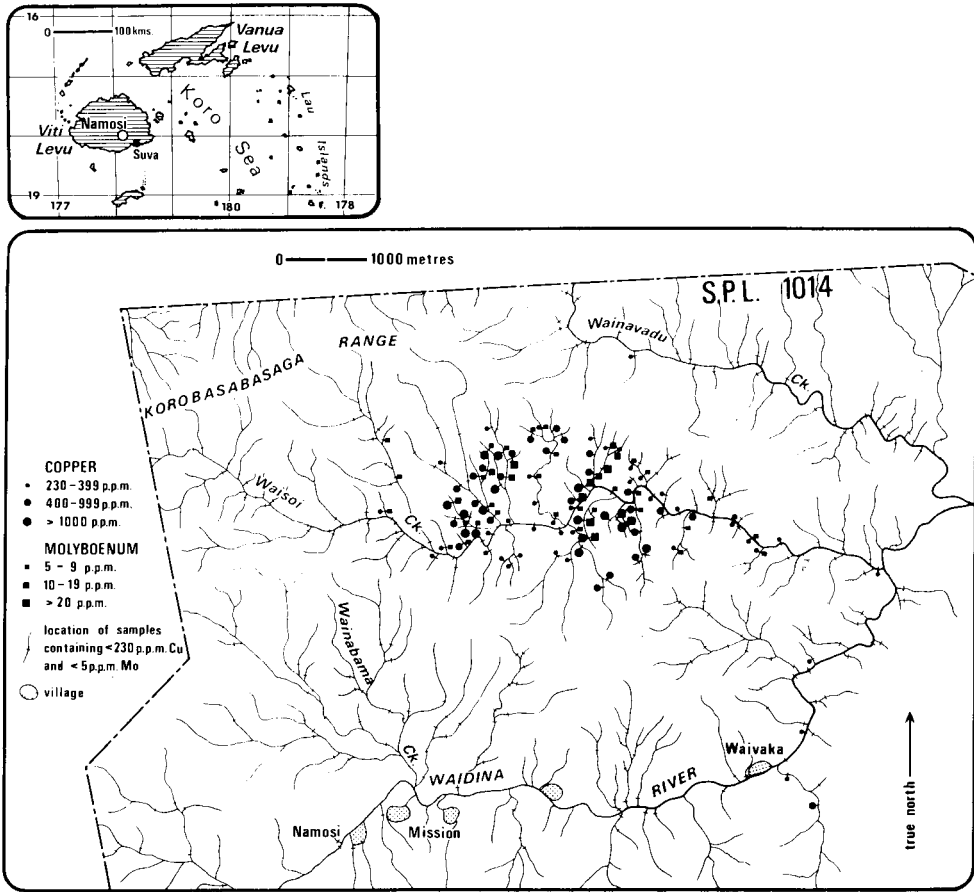 16
0 100 kms.
Vanua
Levu
Koro
Sea
Lau
Islands
Namosi
Viti
Levu
Suva
19
177 180 178
0 1000 metres
S.P.L. 1014
Wainavadu
Ck.
KOROBASABASAGA
RANGE
Waisoi
Ck.
COPPER
230-399 p.p.m.
400-999 p.p.m.
> 1000 p.p.m.
MOLYBOENUM
5 - 9 p.p.m.
10-19 p.p.m.
> 20 p.p.m.
location of samples
containing <230 p.p.m. Cu
and < 5 p.p.m. Mo
village
Wainabama
Ck.
WAIDINA
RIVER
Waivaka
Namosi
Mission
true north